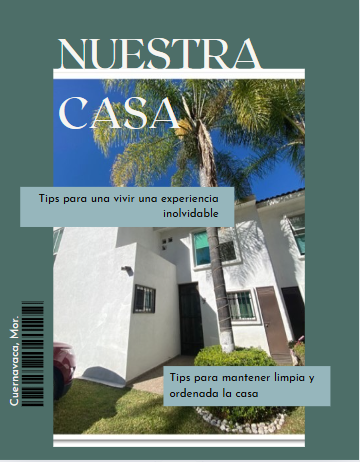 NUESTRA
CASA
Tips para una vivir una experiencia
inolvidable
Cuernavaca, Mor.
Tips para mantener limpia y
ordenada la casa